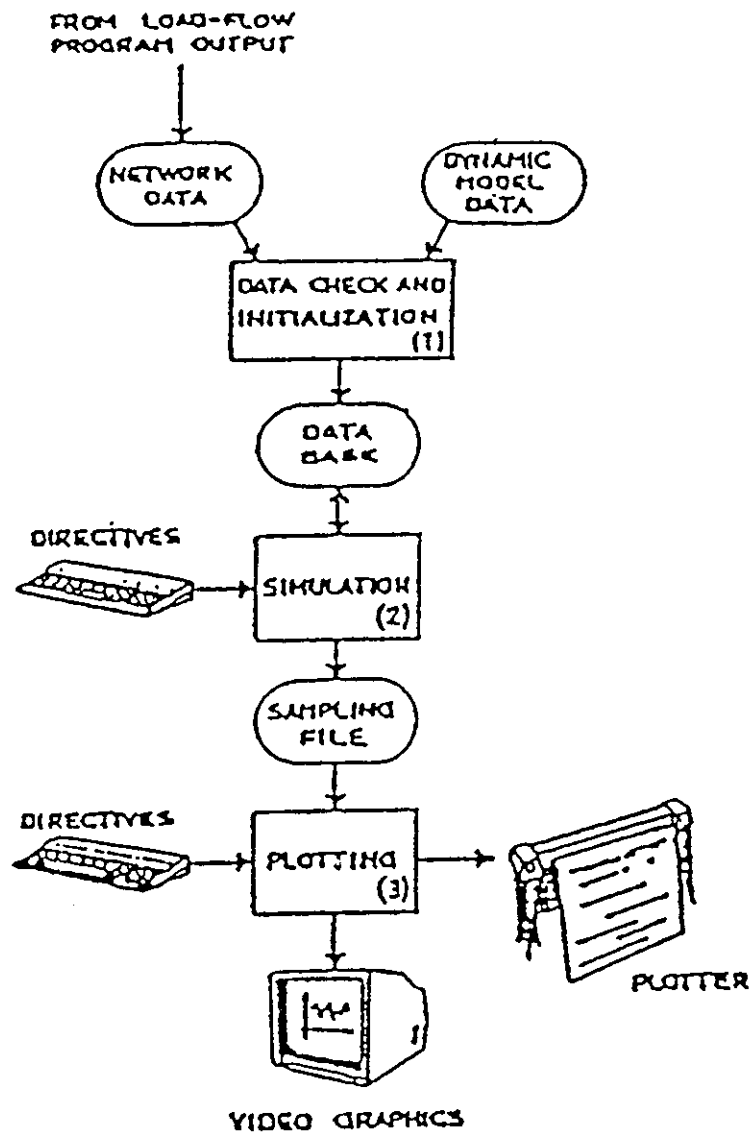 FROM LOAD-FLOW
PROGRAM OUTPUT
NETWORK
DATA
DYNAMIC
MODEL
DATA
DATA CHECK AND
INITIALIZATION
(1)
DATA
BANK
DIRECTIVES
SIMULATION
(2)
SAMPLING
FILE
DIRECTIVES
PLOTTING
(3)
PLOTTER
VIDEO GRAPHICS